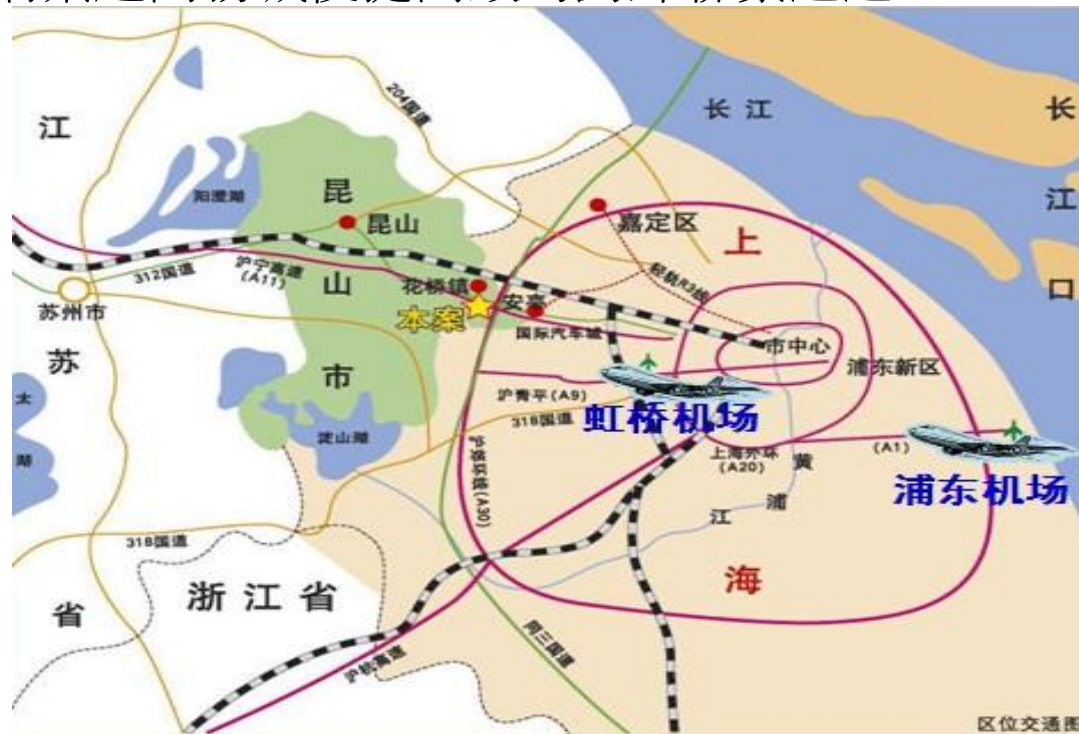 长江
长
江
口
204国道
江
苏
省
阳澄湖
昆
山
市
昆山
嘉定区
上
海
312国道
沪宁高速
(A11)
花桥镇
安亭
轻轨R3线
苏州市
本案
国际汽车城
市中心
浦东新区
太
湖
沪青平(A9)
318国道
虹桥机场
淀山湖
上海外环
(A20)
(A1)
黄
浦
江
浦东机场
(A30)
318国道
浙江省
沪杭高速
国道
区位交通图